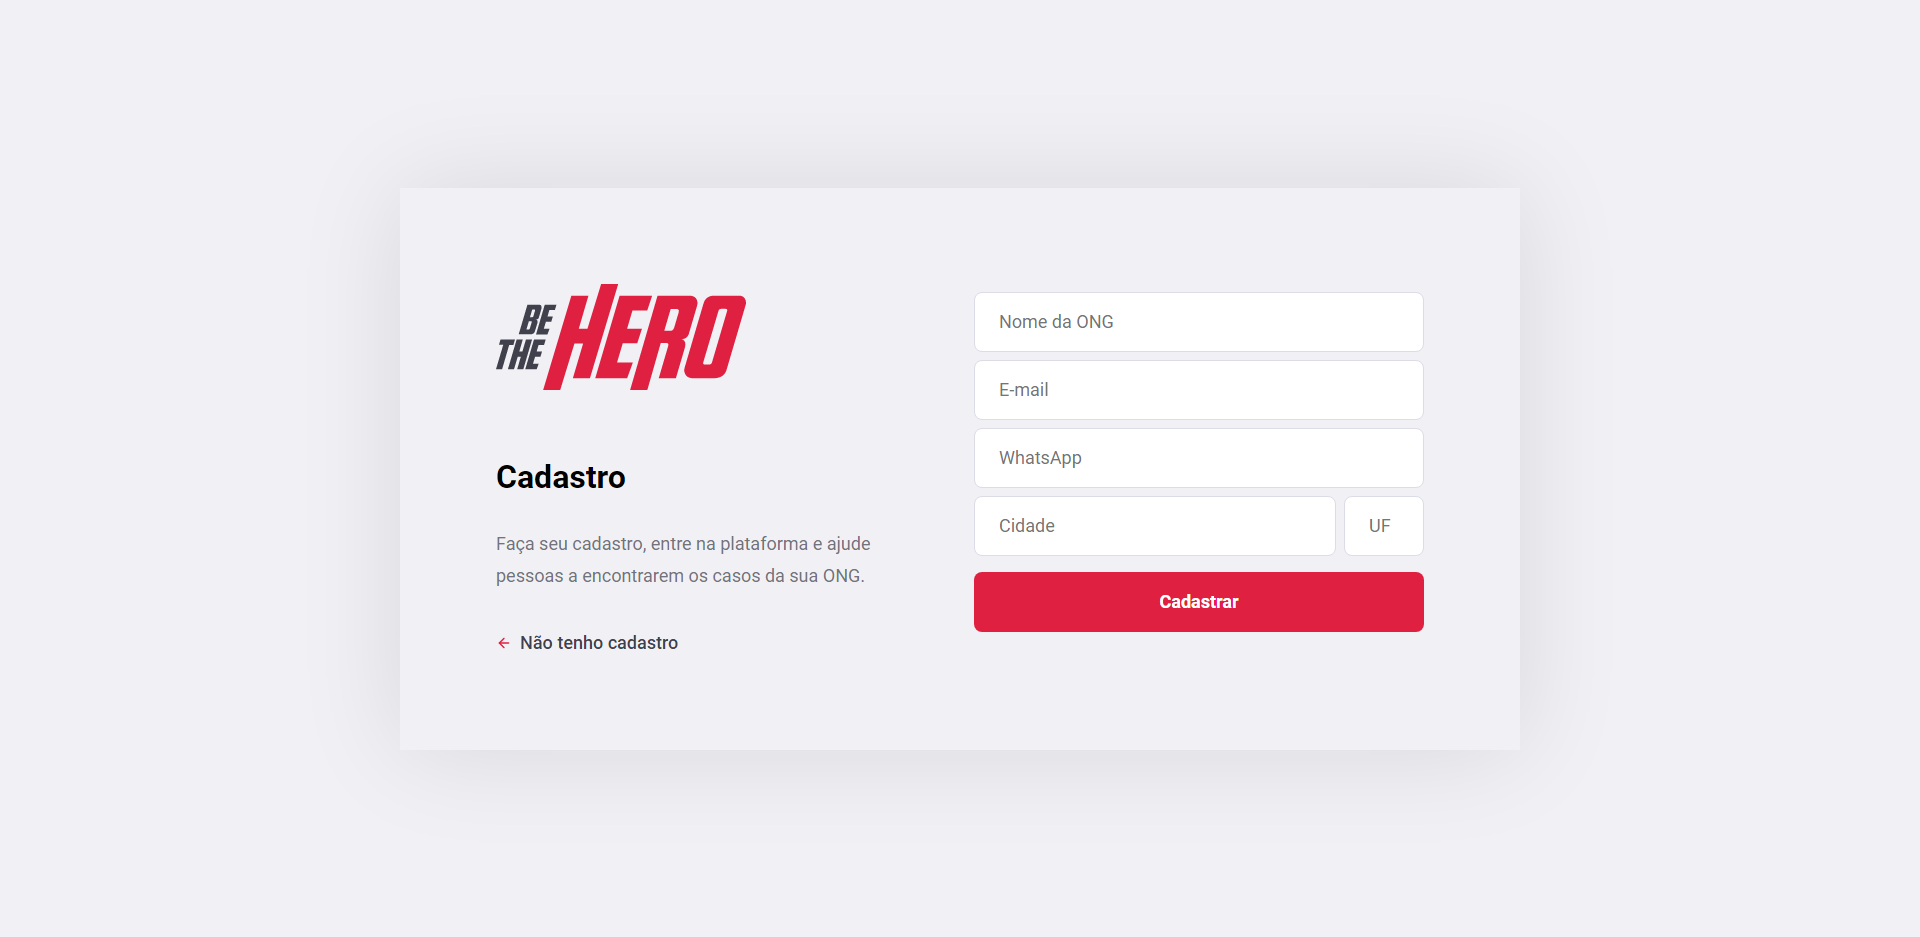 BE
THE HERO
Cadastro
Faça seu cadastro, entre na plataforma e ajude
pessoas a encontrarem os casos da sua ONG.
Não tenho cadastro
Nome da ONG
E-mail
WhatsApp
Cidade
UF
Cadastrar